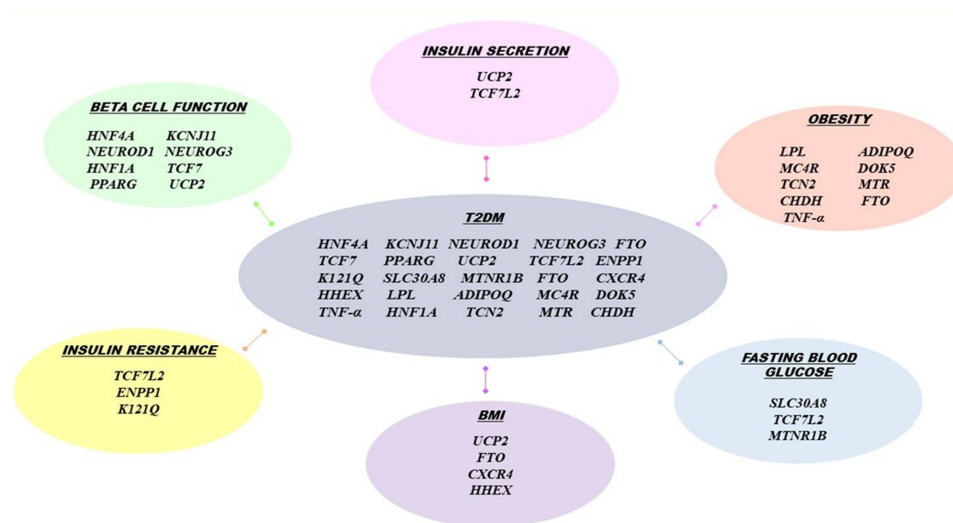 INSULIN SECRETION
UCP2
TCF7L2
BETA CELL FUNCTION
HNF4A KCNJ11
NEUROD1 NEUROG3
HNF1A TCF7
PPARG UCP2
OBESITY
LPL ADIPOQ
MC4R DOK5
TCN2 MTR
CHDH FTO
TNF-α
T2DM
HNF4A KCNJ11 NEUROD1 NEUROG3 FTO
TCF7 PPARG UCP2 TCF7L2 ENPP1
K121Q SLC30A8 MTNR1B FTO CXCR4
HHEX LPL ADIPOQ MC4R DOK5
TNF-α HNF1A TCN2 MTR CHDH
INSULIN RESISTANCE
TCF7L2
ENPP1
K121Q
BMI
UCP2
FTO
CXCR4
HHEX
FASTING BLOOD
GLUCOSE
SLC30A8
TCF7L2
MTNR1B